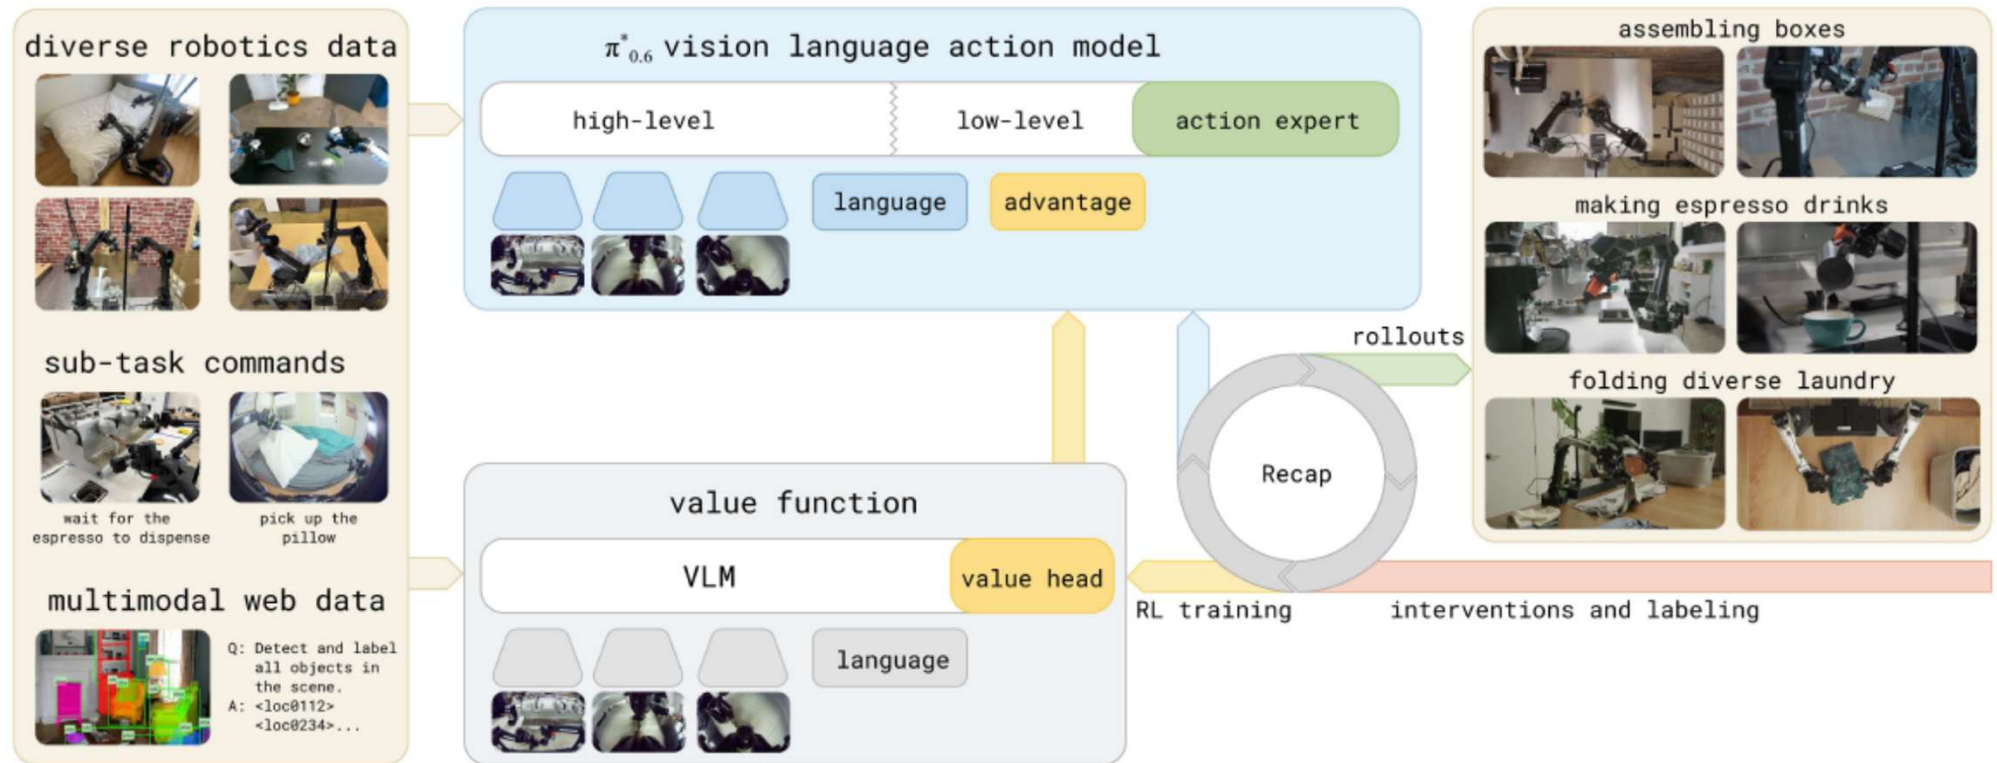 diverse robotics data
sub-task commands
wait for the
espresso to dispense
pick up the
pillow
multimodal web data
Q: Detect and label
all objects in
the scene.
A: <loc0112>
<loc0234>...
π*0.6 vision language action model
high-level
low-level
action expert
language
advantage
value function
VLM
value head
language
Recap
rollouts
RL training
interventions and labeling
assembling boxes
making espresso drinks
folding diverse laundry